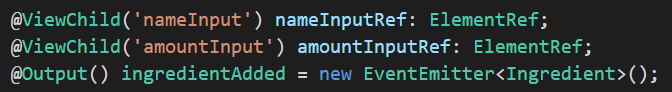 @ViewChild('nameInput') nameInputRef: ElementRef;
@ViewChild('amountInput') amountInputRef: ElementRef;
@Output() ingredientAdded = new EventEmitter<Ingredient>();